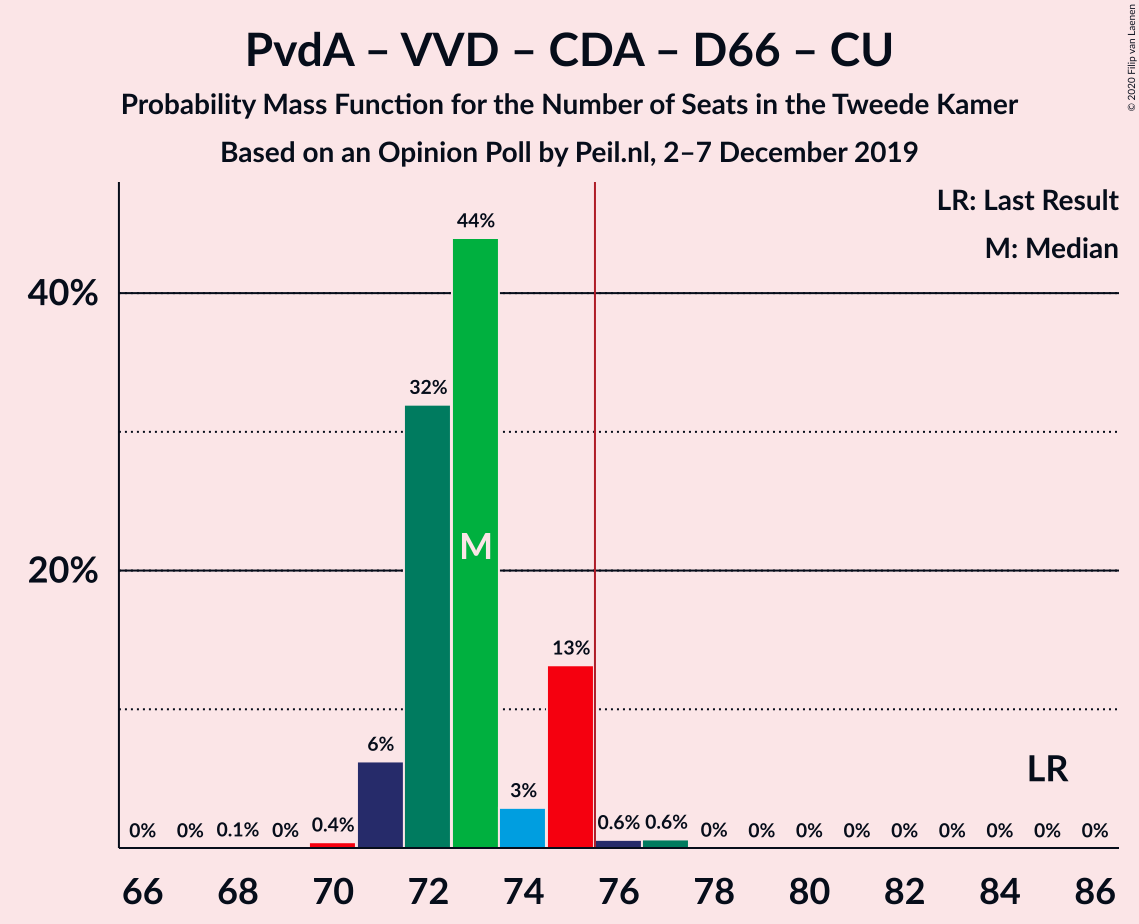 PvdA – VVD – CDA – D66 – CU
Probability Mass Function for the Number of Seats in the Tweede Kamer
Based on an Opinion Poll by Peil.nl, 2–7 December 2019
© 2020 Filip van Laenen
LR: Last Result
M: Median
44%
40%
32%
M
20%
13%
6%
LR
3%
0% 0% 0.1% 0% 0.4% 0.6% 0.6% 0% 0% 0% 0% 0% 0% 0% 0% 0%
66 68 70 72 74 76 78 80 82 84 86